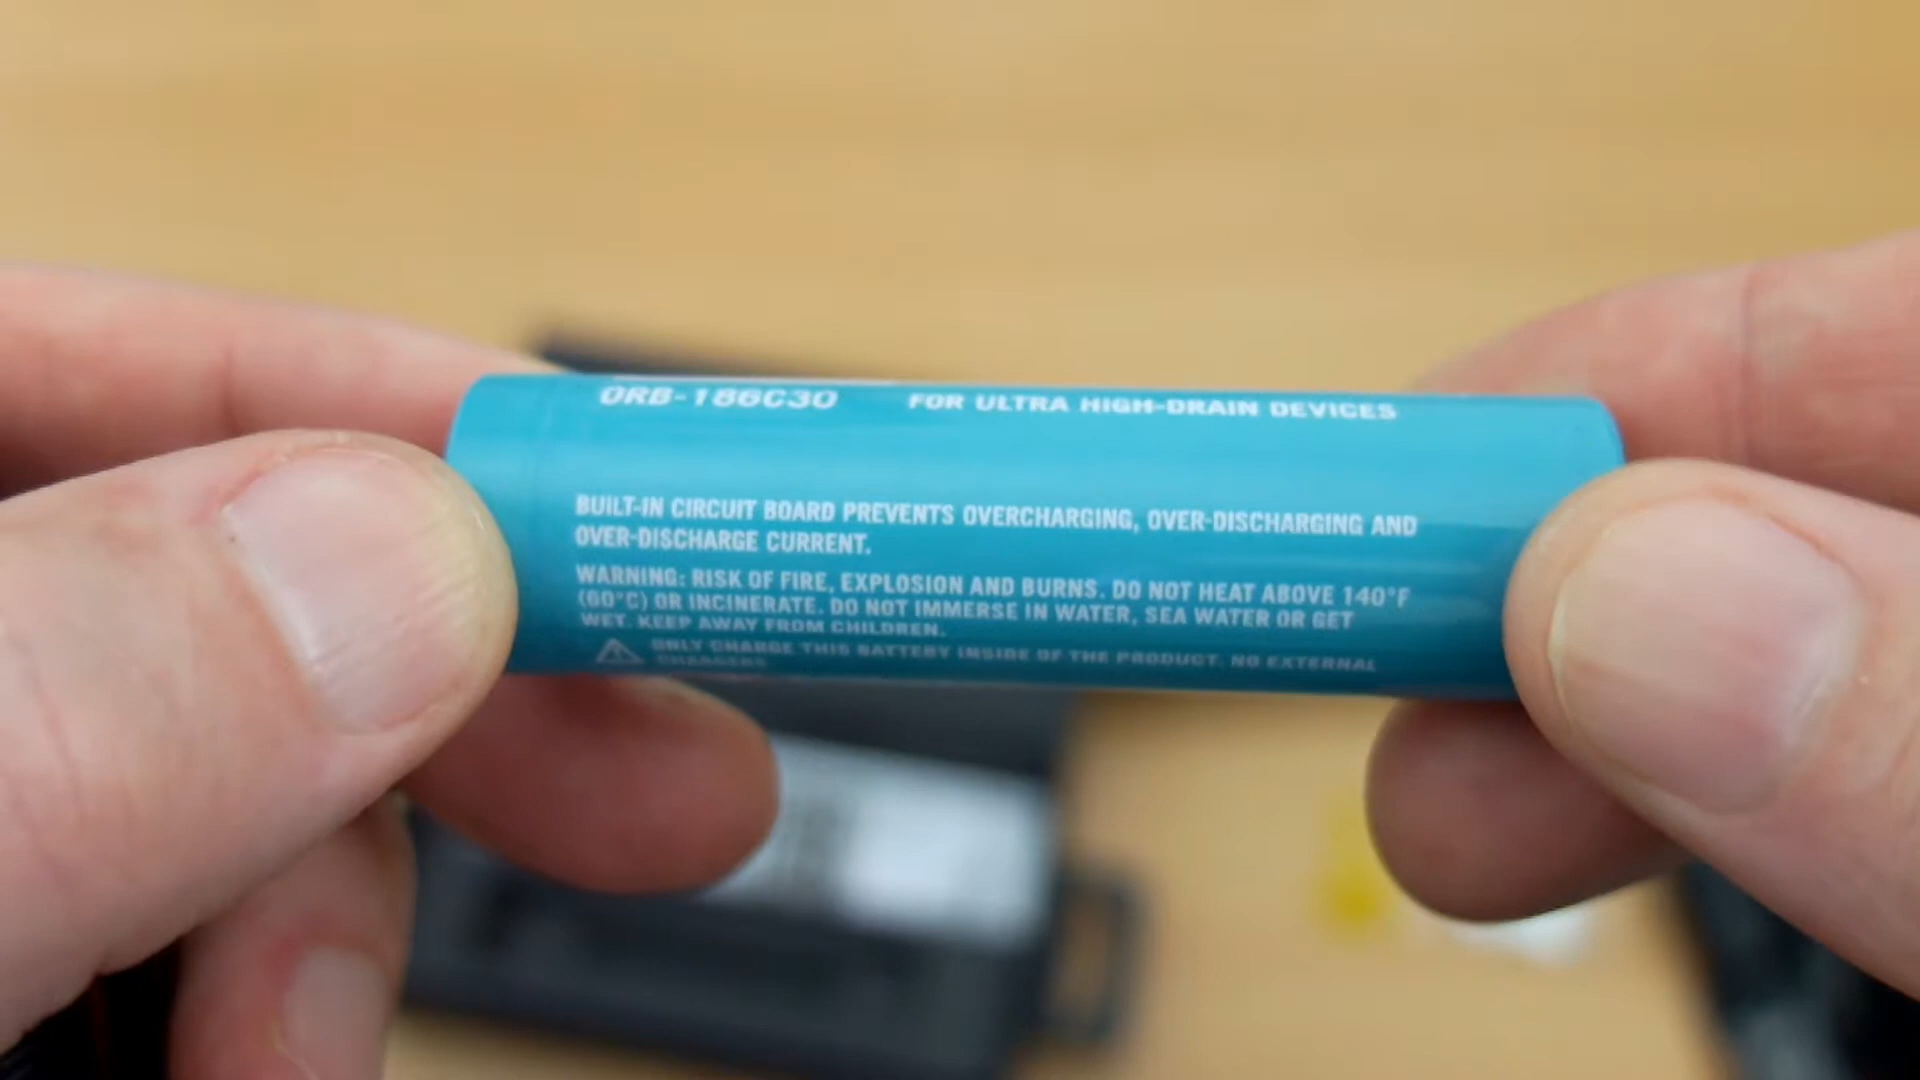 ORB-186C30 FOR ULTRA HIGH-DRAIN DEVICES
BUILT-IN CIRCUIT BOARD PREVENTS OVERCHARGING, OVER-DISCHARGING AND
OVER-DISCHARGE CURRENT.
WARNING: RISK OF FIRE, EXPLOSION AND BURNS. DO NOT HEAT ABOVE 140°F
(60°C) OR INCINERATE. DO NOT IMMERSE IN WATER, SEA WATER OR GET
WET. KEEP AWAY FROM CHILDREN.
ONLY CHARGE THIS BATTERY INSIDE OF THE PRODUCT. NO EXTERNAL
CHARGERS